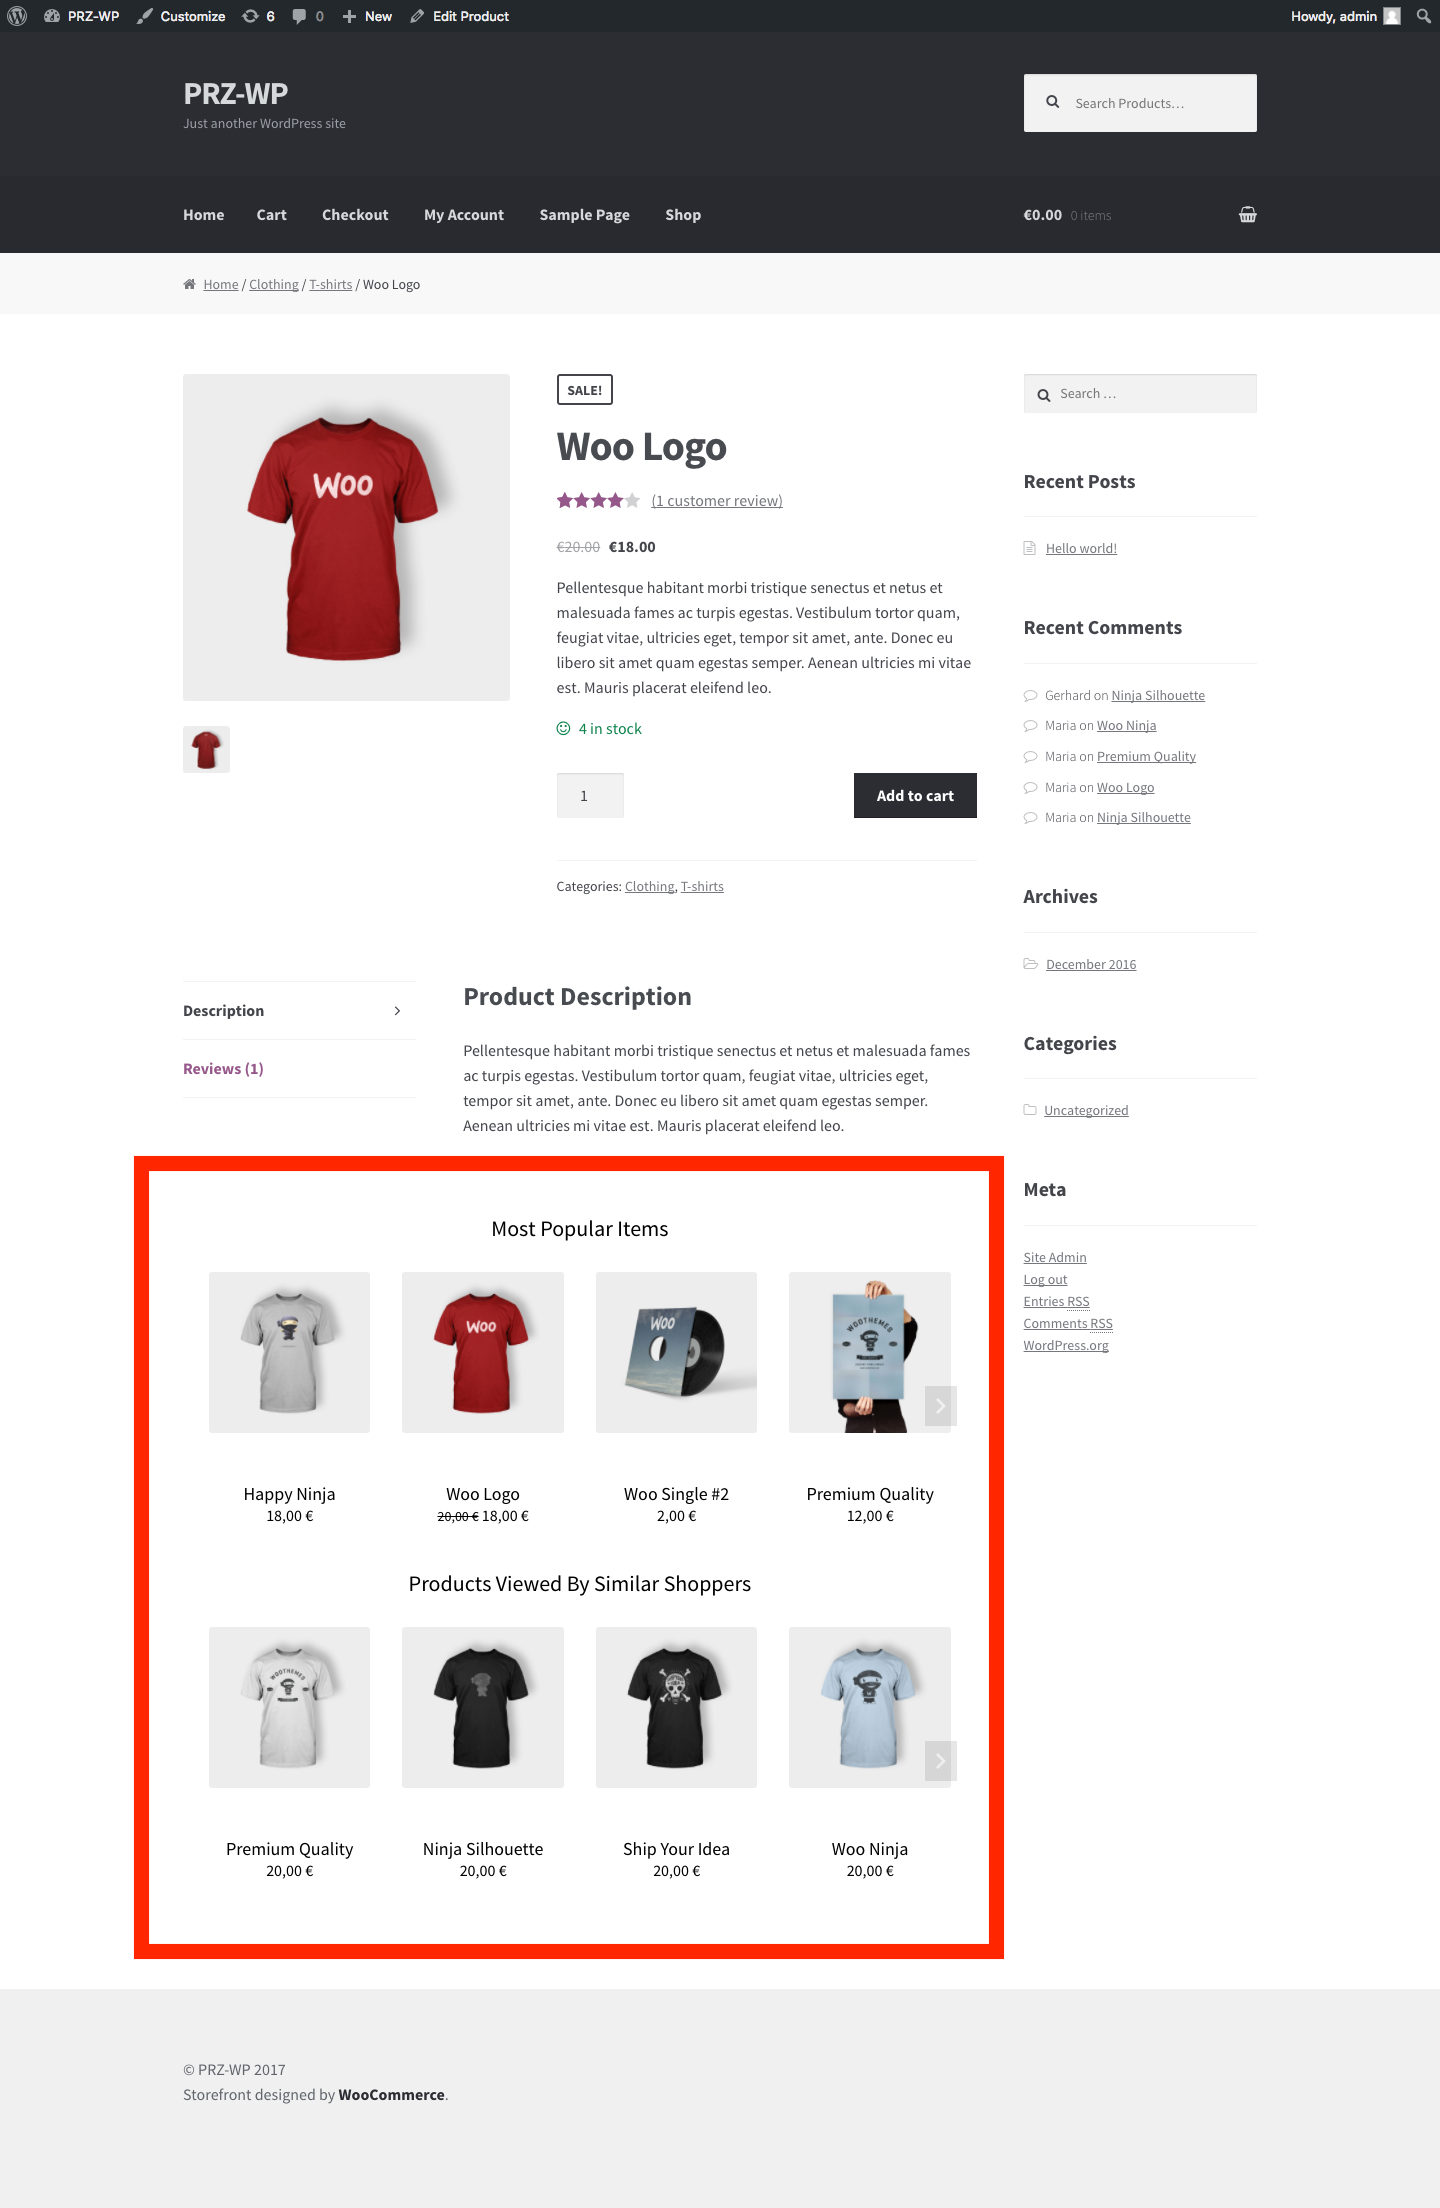 PRZ-WP Customize 6 0 New Edit Product Howdy, admin
PRZ-WP
Just another WordPress site
Search Products…
Home Cart Checkout My Account Sample Page Shop €0.00 0 items
Home / Clothing / T-shirts / Woo Logo
WOO
SALE!
Woo Logo
(1 customer review)
€20.00 €18.00
Pellentesque habitant morbi tristique senectus et netus et
malesuada fames ac turpis egestas. Vestibulum tortor quam,
feugiat vitae, ultricies eget, tempor sit amet, ante. Donec eu
libero sit amet quam egestas semper. Aenean ultricies mi vitae
est. Mauris placerat eleifend leo.
4 in stock
1
Add to cart
Categories: Clothing, T-shirts
Search …
Recent Posts
Hello world!
Recent Comments
Gerhard on Ninja Silhouette
Maria on Woo Ninja
Maria on Premium Quality
Maria on Woo Logo
Maria on Ninja Silhouette
Archives
December 2016
Categories
Uncategorized
Meta
Site Admin
Log out
Entries RSS
Comments RSS
WordPress.org
Description
Reviews (1)
Product Description
Pellentesque habitant morbi tristique senectus et netus et malesuada fames
ac turpis egestas. Vestibulum tortor quam, feugiat vitae, ultricies eget,
tempor sit amet, ante. Donec eu libero sit amet quam egestas semper.
Aenean ultricies mi vitae est. Mauris placerat eleifend leo.
Most Popular Items
WOO
WOO
WOOTHEMES
Happy Ninja Woo Logo Woo Single #2 Premium Quality
18,00 € 20,00 € 18,00 € 2,00 € 12,00 €
Products Viewed By Similar Shoppers
WOOTHEMES
Premium Quality Ninja Silhouette Ship Your Idea Woo Ninja
20,00 € 20,00 € 20,00 € 20,00 €
© PRZ-WP 2017
Storefront designed by WooCommerce.